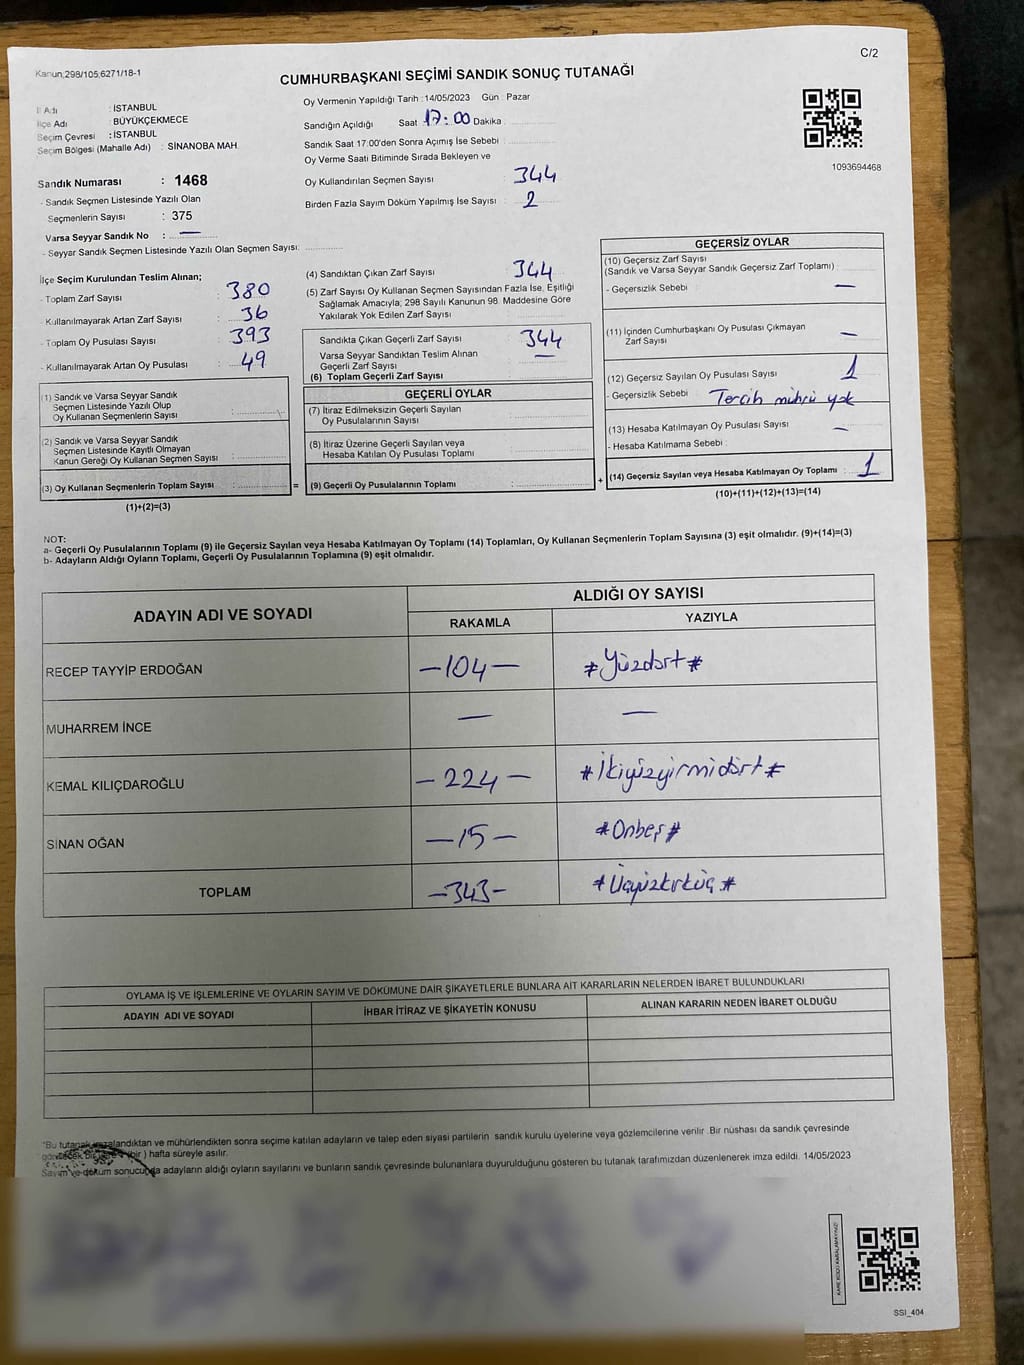 Kanun,298/105,6271/18-1
C/2
CUMHURBAŞKANI SEÇİMİ SANDIK SONUÇ TUTANAĞI
İl Adı : İSTANBUL
İlçe Adı : BÜYÜKÇEKMECE
Seçim Çevresi : İSTANBUL
Seçim Bölgesi (Mahalle Adı) : SİNANOBA MAH.
Oy Vermenin Yapıldığı Tarih :14/05/2023 Gün : Pazar
Sandığın Açıldığı Saat 17:00 Dakika :
Sandık Saat 17:00'den Sonra Açımış İse Sebebi :
Oy Verme Saati Bitiminde Sırada Bekleyen ve
Oy Kullandırılan Seçmen Sayısı : 344
Birden Fazla Sayım Döküm Yapılmış İse Sayısı : 2
1093694468
Sandık Numarası : 1468
- Sandık Seçmen Listesinde Yazılı Olan
Seçmenlerin Sayısı : 375
Varsa Seyyar Sandık No : —
- Seyyar Sandık Seçmen Listesinde Yazılı Olan Seçmen Sayısı:
İlçe Seçim Kurulundan Teslim Alınan;
- Toplam Zarf Sayısı : 380
- Kullanılmayarak Artan Zarf Sayısı : 36
- Toplam Oy Pusulası Sayısı : 393
- Kullanılmayarak Artan Oy Pusulası : 49
(1) Sandık ve Varsa Seyyar Sandık
Seçmen Listesinde Yazılı Olup
Oy Kullanan Seçmenlerin Sayısı :
(2) Sandık ve Varsa Seyyar Sandık
Seçmen Listesinde Kayıtlı Olmayan
Kanun Gereği Oy Kullanan Seçmen Sayısı :
(3) Oy Kullanan Seçmenlerin Toplam Sayısı :
(1)+(2)=(3)
(4) Sandıktan Çıkan Zarf Sayısı : 344
(5) Zarf Sayısı Oy Kullanan Seçmen Sayısından Fazla İse, Eşitliği
Sağlamak Amacıyla; 298 Sayılı Kanunun 98. Maddesine Göre
Yakılarak Yok Edilen Zarf Sayısı :
Sandıkta Çıkan Geçerli Zarf Sayısı : 344
Varsa Seyyar Sandıktan Teslim Alınan
Geçerli Zarf Sayısı : —
(6) Toplam Geçerli Zarf Sayısı :
GEÇERLİ OYLAR
(7) İtiraz Edilmeksizin Geçerli Sayılan
Oy Pusulalarının Sayısı :
(8) İtiraz Üzerine Geçerli Sayılan veya
Hesaba Katılan Oy Pusulası Toplamı :
= (9) Geçerli Oy Pusulalarının Toplamı : +
GEÇERSİZ OYLAR
(10) Geçersiz Zarf Sayısı
(Sandık ve Varsa Seyyar Sandık Geçersiz Zarf Toplamı) :
- Geçersizlik Sebebi : —
(11) İçinden Cumhurbaşkanı Oy Pusulası Çıkmayan
Zarf Sayısı : —
(12) Geçersiz Sayılan Oy Pusulası Sayısı : 1
- Geçersizlik Sebebi : Tercih mührü yok
(13) Hesaba Katılmayan Oy Pusulası Sayısı : —
- Hesaba Katılmama Sebebi :
(14) Geçersiz Sayılan veya Hesaba Katılmayan Oy Toplamı : 1
(10)+(11)+(12)+(13)=(14)
NOT:
a- Geçerli Oy Pusulalarının Toplamı (9) ile Geçersiz Sayılan veya Hesaba Katılmayan Oy Toplamı (14) Toplamları, Oy Kullanan Seçmenlerin Toplam Sayısına (3) eşit olmalıdır. (9)+(14)=(3)
b- Adayların Aldığı Oyların Toplamı, Geçerli Oy Pusulalarının Toplamına (9) eşit olmalıdır.
ADAYIN ADI VE SOYADI
ALDIĞI OY SAYISI
RAKAMLA YAZIYLA
RECEP TAYYİP ERDOĞAN —104— #Yüzdört#
MUHARREM İNCE — —
KEMAL KILIÇDAROĞLU —224— #İkiyüzyirmidört#
SİNAN OĞAN —15— #Onbeş#
TOPLAM —343— #Üçyüzkırküç#
OYLAMA İŞ VE İŞLEMLERİNE VE OYLARIN SAYIM VE DÖKÜMÜNE DAİR ŞİKAYETLERLE BUNLARA AİT KARARLARIN NELERDEN İBARET BULUNDUKLARI
ADAYIN ADI VE SOYADI İHBAR İTİRAZ VE ŞİKAYETİN KONUSU ALINAN KARARIN NEDEN İBARET OLDUĞU
"Bu tutanak imzalandıktan ve mühürlendikten sonra seçime katılan adayların ve talep eden siyasi partilerin sandık kurulu üyelerine veya gözlemcilerine verilir .Bir nüshası da sandık çevresinde
bir ) hafta süreyle asılır.
Sayım ve döküm sonucunda adayların aldığı oyların sayılarını ve bunların sandık çevresinde bulunanlara duyurulduğunu gösteren bu tutanak tarafımızdan düzenlenerek imza edildi. 14/05/2023
KARE KODU KARALAMAYINIZ!
SSI_404